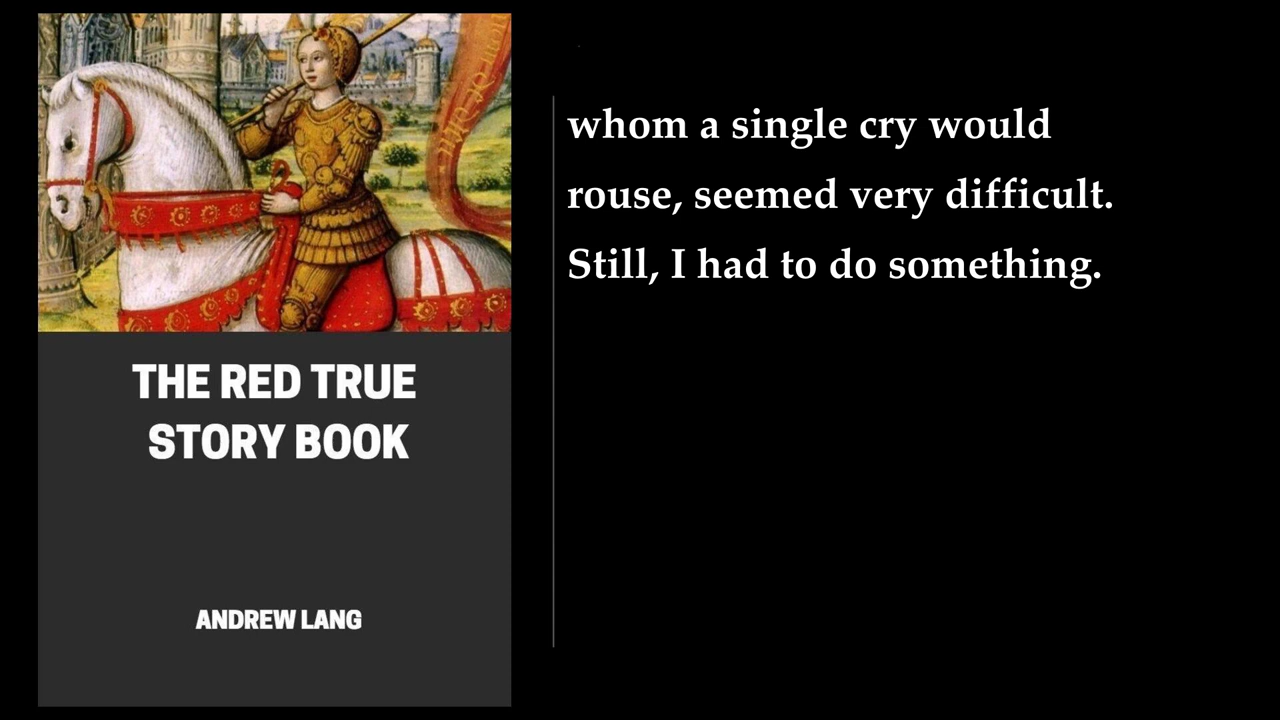 THE RED TRUE
STORY BOOK
ANDREW LANG
whom a single cry would
rouse, seemed very difficult.
Still, I had to do something.